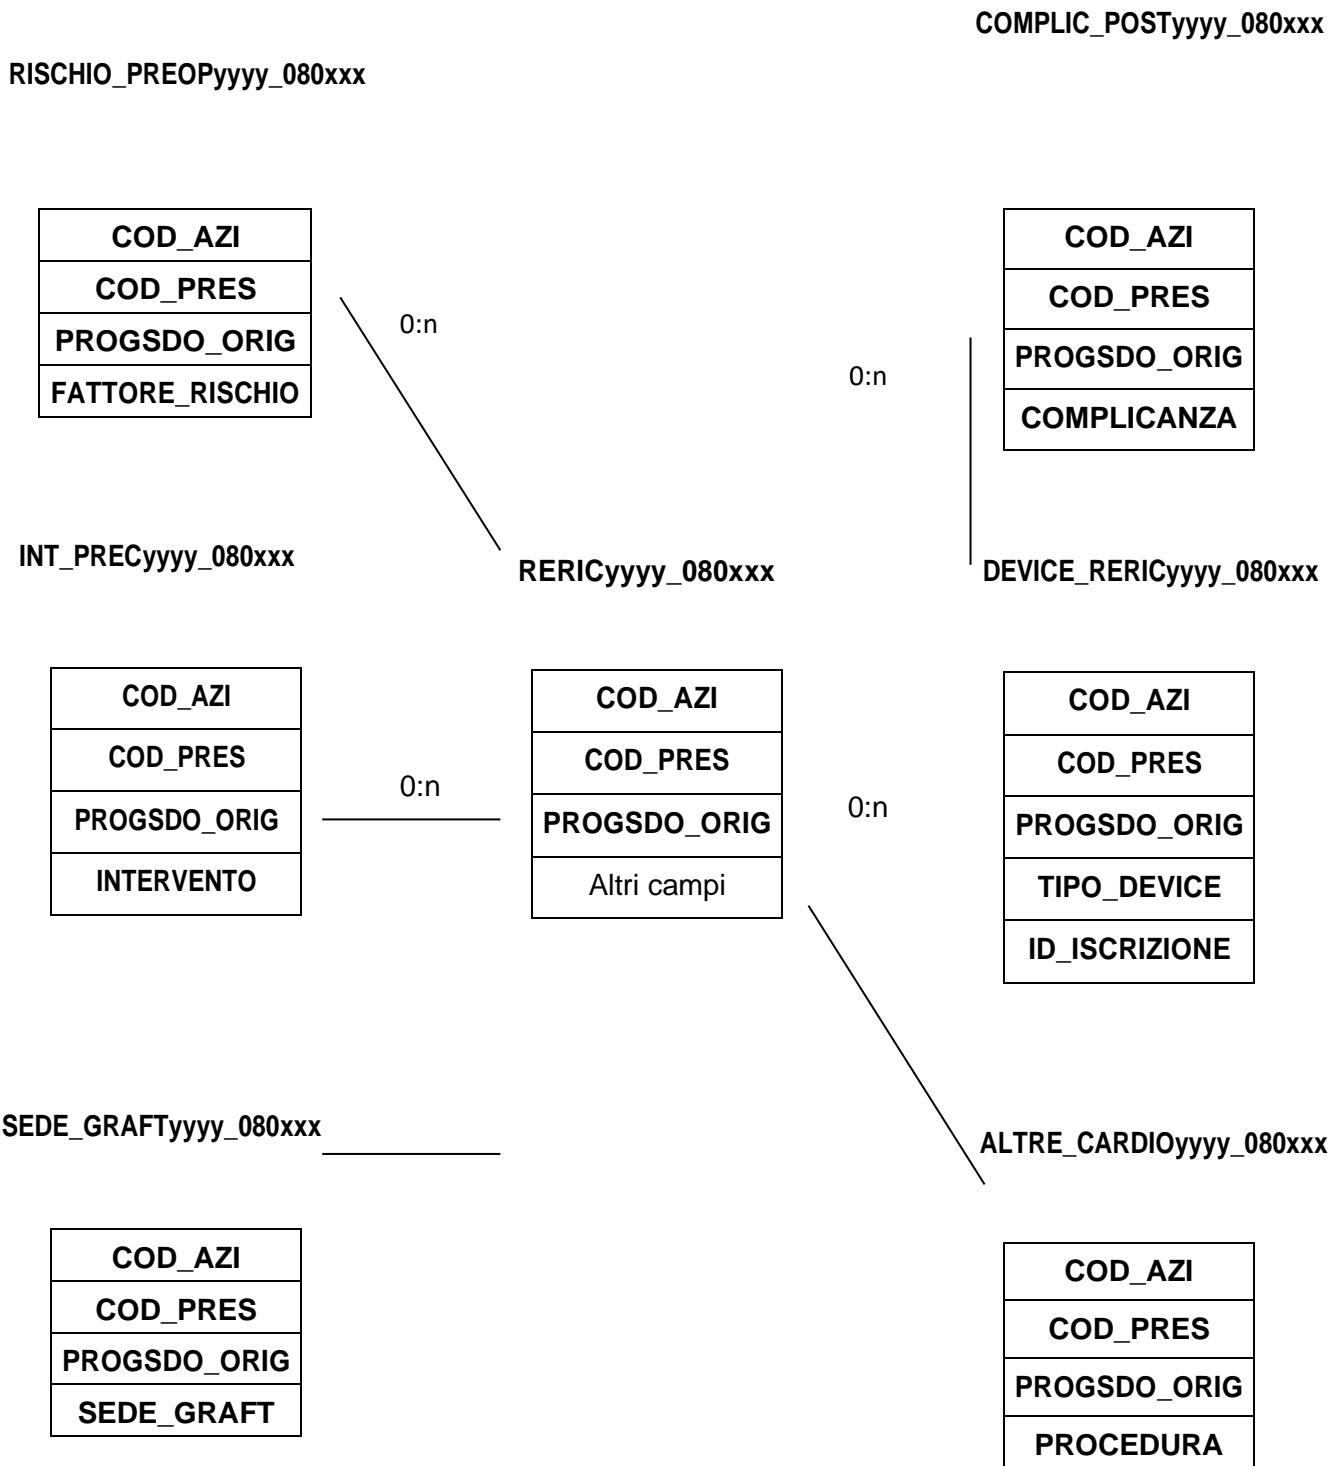 COMPLIC_POSTyyyy_080xxx
RISCHIO_PREOPyyyy_080xxx
COD_AZI
COD_PRES
PROGSDO_ORIG
FATTORE_RISCHIO
0:n
0:n
COD_AZI
COD_PRES
PROGSDO_ORIG
COMPLICANZA
INT_PRECyyyy_080xxx
RERICyyyy_080xxx
DEVICE_RERICyyyy_080xxx
COD_AZI
COD_PRES
PROGSDO_ORIG
INTERVENTO
0:n
COD_AZI
COD_PRES
PROGSDO_ORIG
Altri campi
0:n
COD_AZI
COD_PRES
PROGSDO_ORIG
TIPO_DEVICE
ID_ISCRIZIONE
SEDE_GRAFTyyyy_080xxx
ALTRE_CARDIOyyyy_080xxx
COD_AZI
COD_PRES
PROGSDO_ORIG
SEDE_GRAFT
COD_AZI
COD_PRES
PROGSDO_ORIG
PROCEDURA